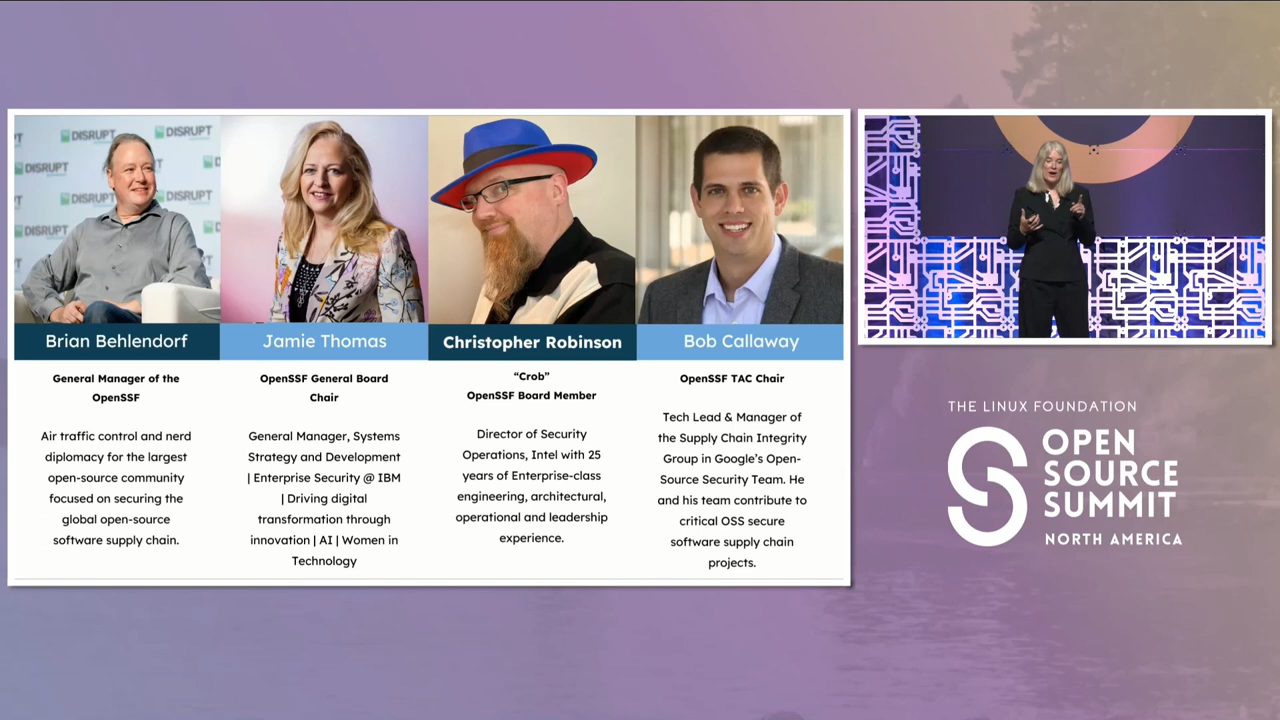 DISRUPT
DISRUPT
DISRUPT
DISRUPT
DISRUPT
DISRUPT
Brian Behlendorf
General Manager of the
OpenSSF
Air traffic control and nerd
diplomacy for the largest
open-source community
focused on securing the
global open-source
software supply chain.
Jamie Thomas
OpenSSF General Board
Chair
General Manager, Systems
Strategy and Development
| Enterprise Security @ IBM
| Driving digital
transformation through
innovation | AI | Women in
Technology
Christopher Robinson
“Crob”
OpenSSF Board Member
Director of Security
Operations, Intel with 25
years of Enterprise-class
engineering, architectural,
operational and leadership
experience.
Bob Callaway
OpenSSF TAC Chair
Tech Lead & Manager of
the Supply Chain Integrity
Group in Google’s Open-
Source Security Team. He
and his team contribute to
critical OSS secure
software supply chain
projects.
THE LINUX FOUNDATION
OPEN
SOURCE
SUMMIT
NORTH AMERICA